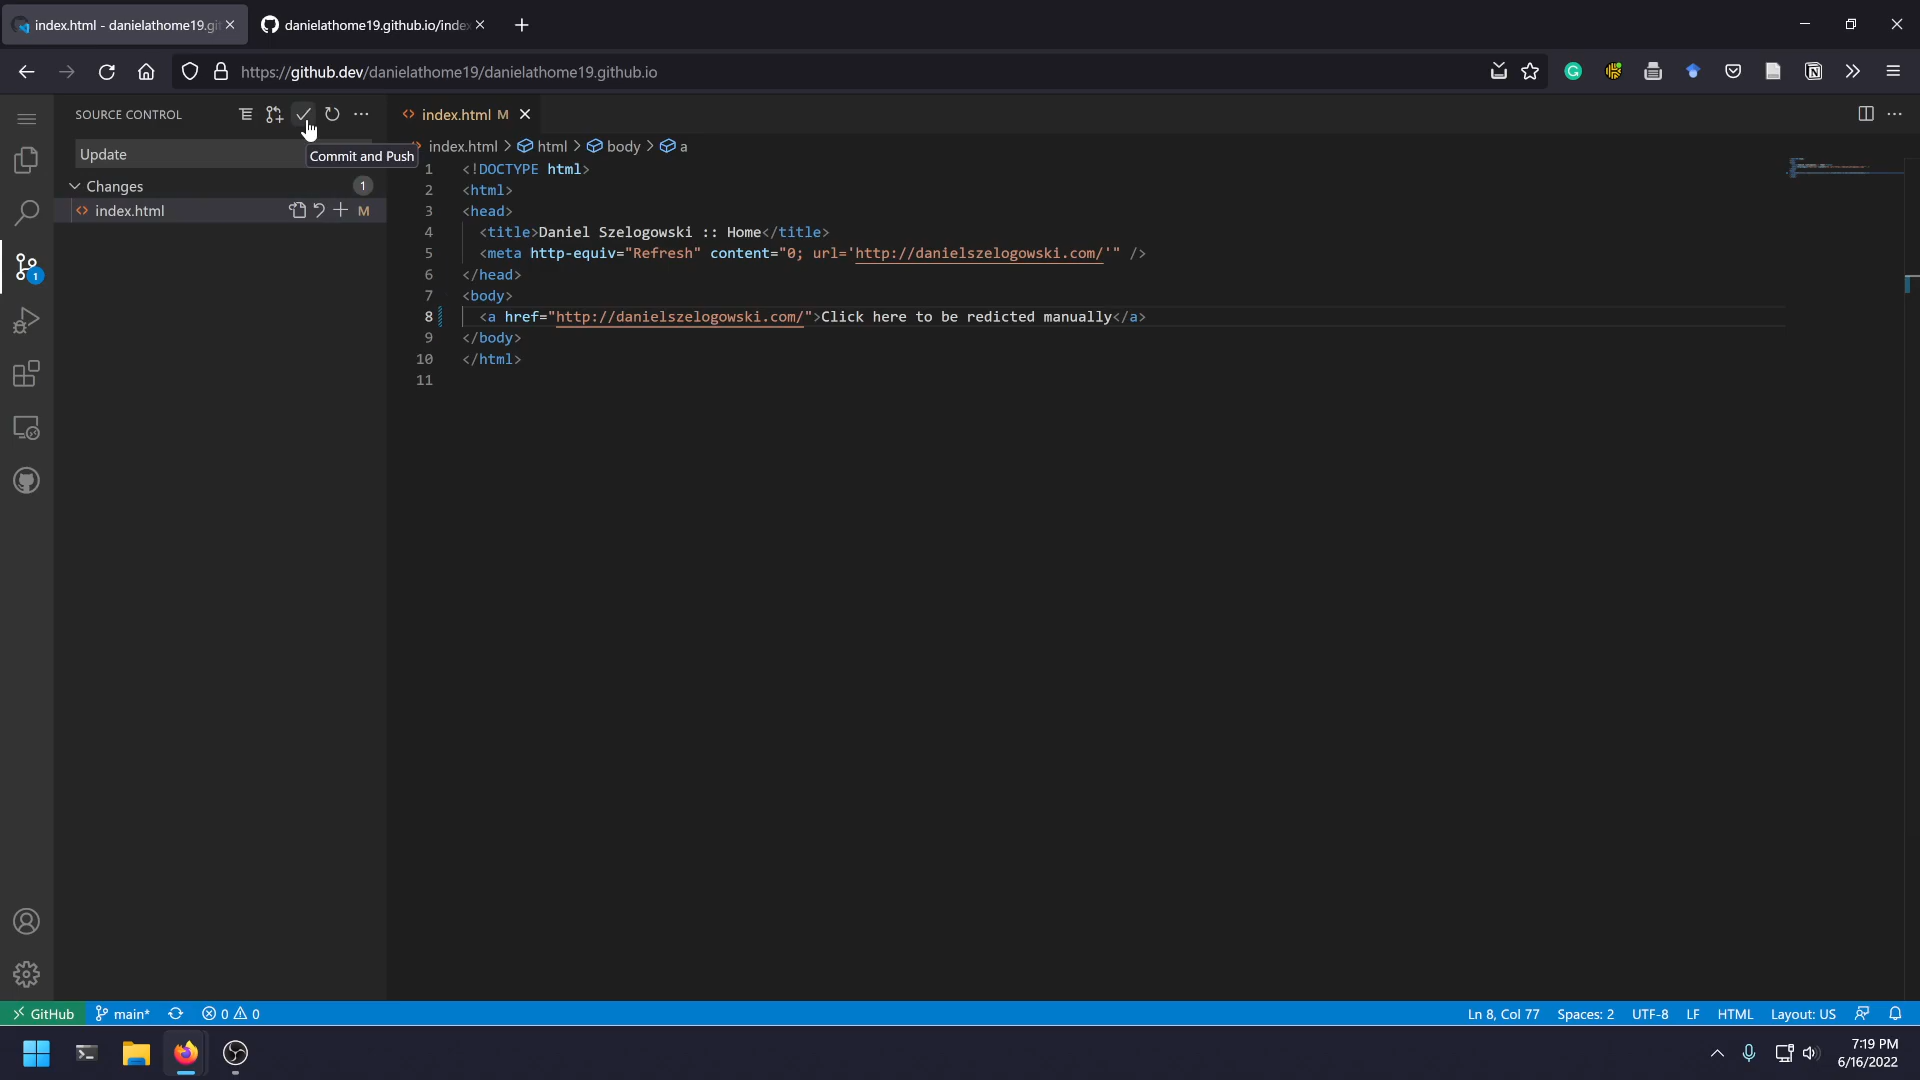 index.html - danielathome19.git
danielathome19.github.io/index
https://github.dev/danielathome19/danielathome19.github.io
SOURCE CONTROL
index.html M
Update
Commit and Push
index.html > html > body > a
Changes 1
index.html M
1
1 <!DOCTYPE html>
2 <html>
3 <head>
4 <title>Daniel Szelogowski :: Home</title>
5 <meta http-equiv="Refresh" content="0; url='http://danielszelogowski.com/'" />
6 </head>
7 <body>
8 <a href="http://danielszelogowski.com/">Click here to be redicted manually</a>
9 </body>
10 </html>
11
GitHub main* 0 0 Ln 8, Col 77 Spaces: 2 UTF-8 LF HTML Layout: US
7:19 PM
6/16/2022